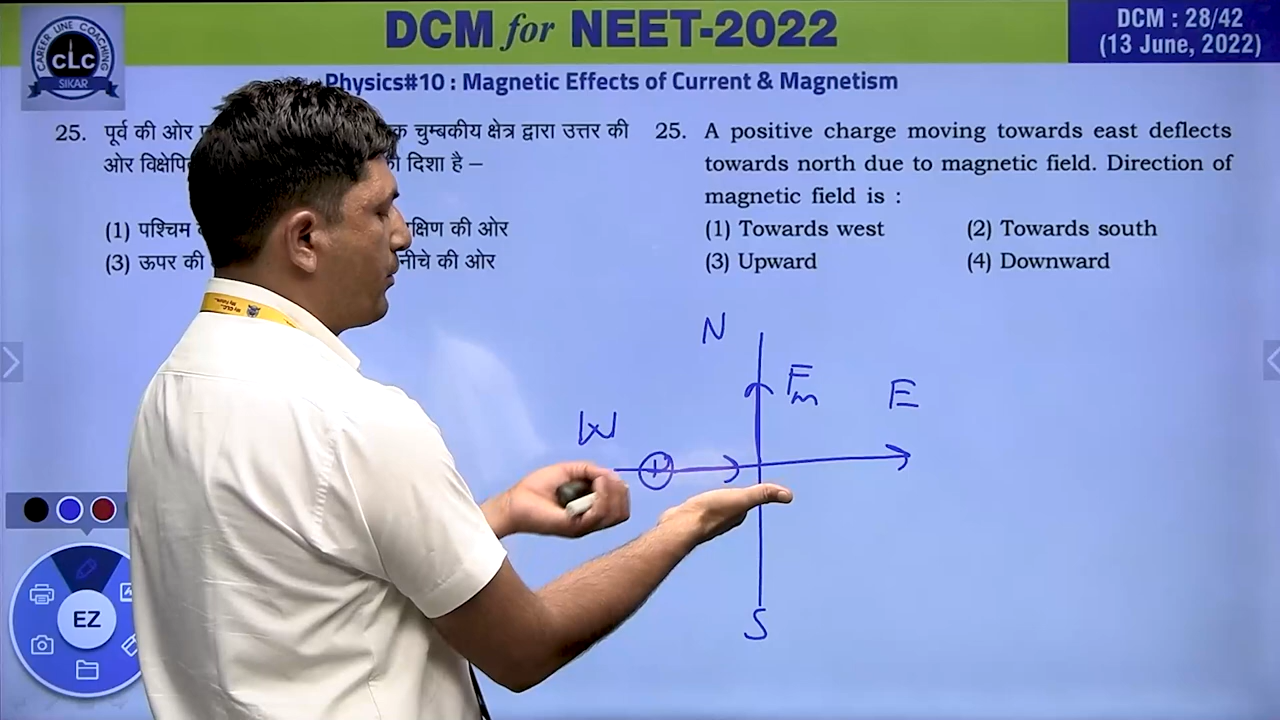 DCM for NEET-2022
DCM : 28/42
(13 June, 2022)
CAREER LINE COACHING
CLC
SIKAR
Physics#10 : Magnetic Effects of Current & Magnetism
25. पूर्व की ओर चुम्बकीय क्षेत्र द्वारा उत्तर की
ओर दिशा है –
(1) पश्चिम की ओर
(3) ऊपर की की ओर
25. A positive charge moving towards east deflects
towards north due to magnetic field. Direction of
magnetic field is :
(1) Towards west (2) Towards south
(3) Upward (4) Downward
N
Fm
E
W
+
S
EZ